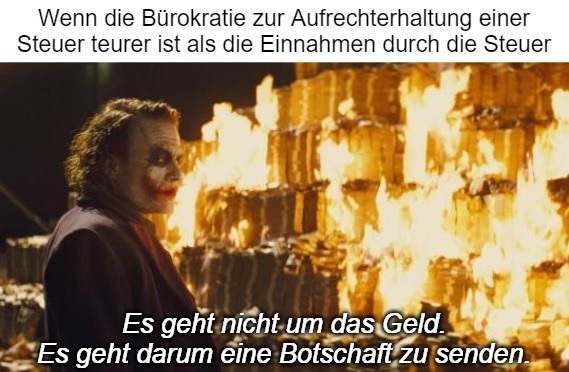 Wenn die Bürokratie zur Aufrechterhaltung einer
Steuer teurer ist als die Einnahmen durch die Steuer
Es geht nicht um das Geld.
Es geht darum eine Botschaft zu senden.